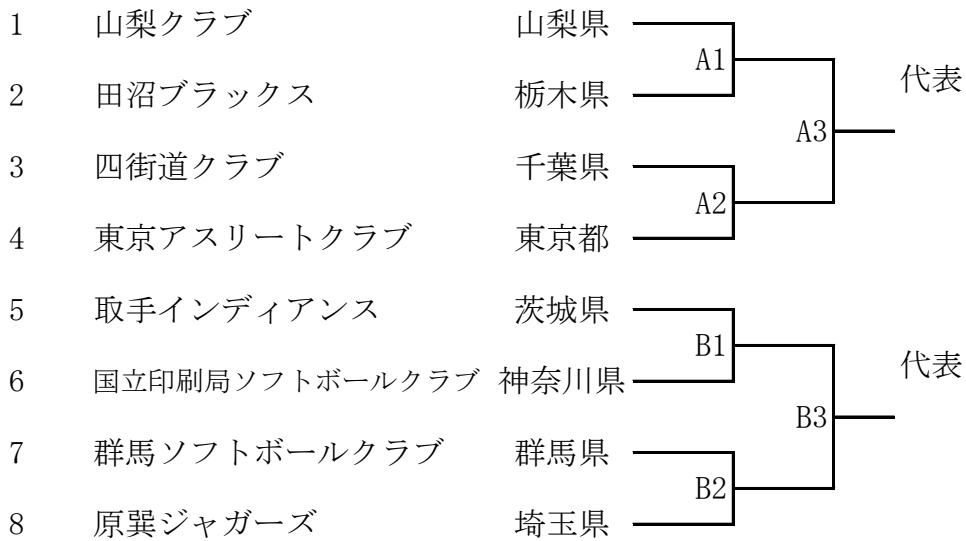 1 山梨クラブ 山梨県
A1
代表
2 田沼ブラックス 栃木県
A3
3 四街道クラブ 千葉県
A2
4 東京アスリートクラブ 東京都
5 取手インディアンス 茨城県
B1
代表
6 国立印刷局ソフトボールクラブ 神奈川県
B3
7 群馬ソフトボールクラブ 群馬県
B2
8 原巽ジャガーズ 埼玉県